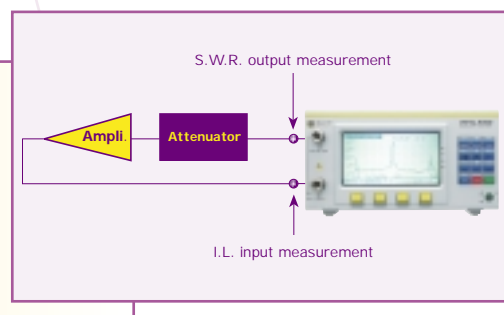 S.W.R. output measurement
Ampli.
Attenuator
I.L. input measurement